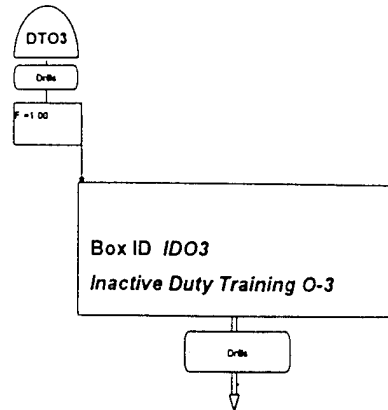 DTO3
Drills
F =1 00
Box ID IDO3
Inactive Duty Training O-3
Drills